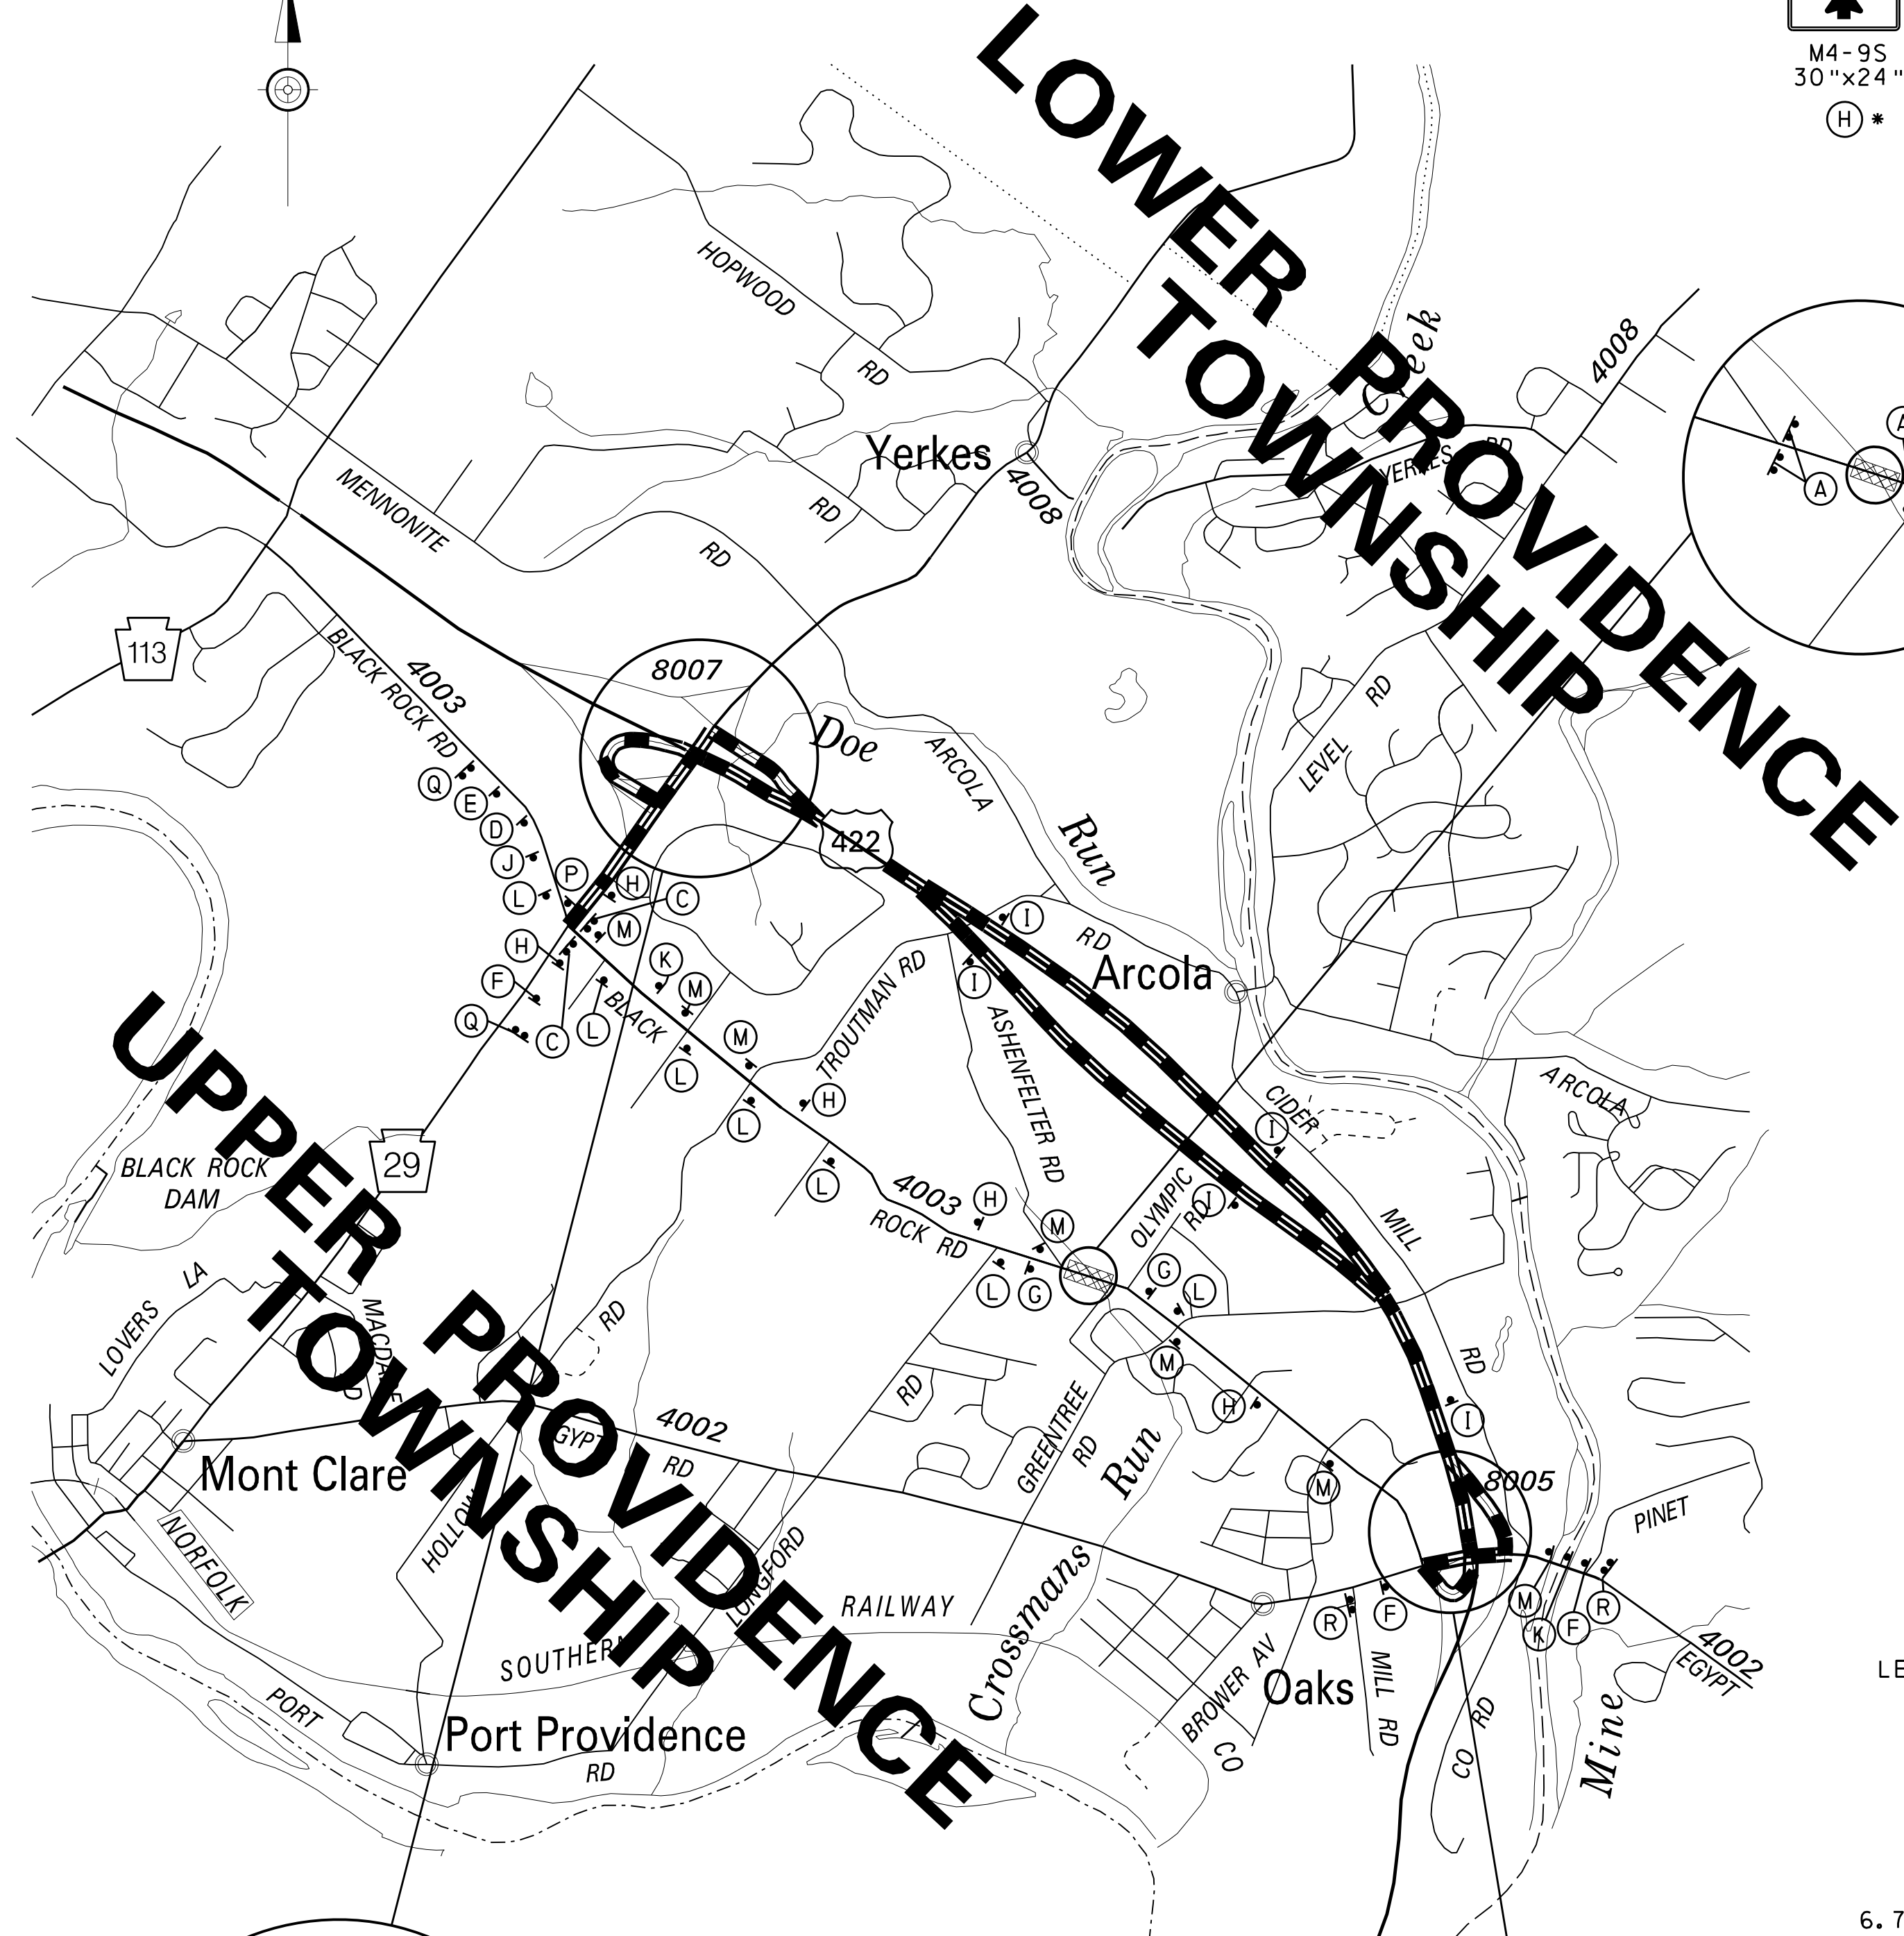 M4-9S
30"x24"
H *
LOWER PROVIDENCE
TOWNSHIP
HOPWOOD
RD
Creek
4008
Yerkes
4008
YERKES RD
RD
A
A
MENNONITE
RD
113
BLACK ROCK RD
4003
8007
Doe
Run
ARCOLA
RD
LEVEL
RD
422
Q
E
D
J
L
P
H
C
M
H
F
Q
C
L
K
M
M
L
L
H
L
BLACK
TROUTMAN RD
I
I
Arcola
ASHENFELTER RD
CIDER
I
MILL
RD
ARCOLA
UPPER PROVIDENCE
TOWNSHIP
BLACK ROCK
DAM
29
4003
ROCK RD
H
M
L
G
OLYMPIC
RD
I
G
L
M
H
I
LOVERS
LA
MACDADE
RD
RD
RD
GREENTREE
RD
Crossmans
Run
Mont Clare
EGYPT
RD
4002
HOLLOW
LONGFORD
NORFOLK
SOUTHERN
RAILWAY
M
8005
PINET
M
K
F
R
R
F
4002
EGYPT
BROWER AV
CO
Oaks
MILL RD
CO
RD
Mine
PORT
RD
Port Providence
LE
6.7